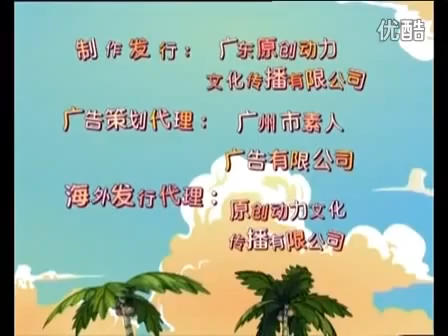 优酷
制作发行：广东原创动力
文化传播有限公司
广告策划代理：广州市素人
广告有限公司
海外发行代理：原创动力文化
传播有限公司